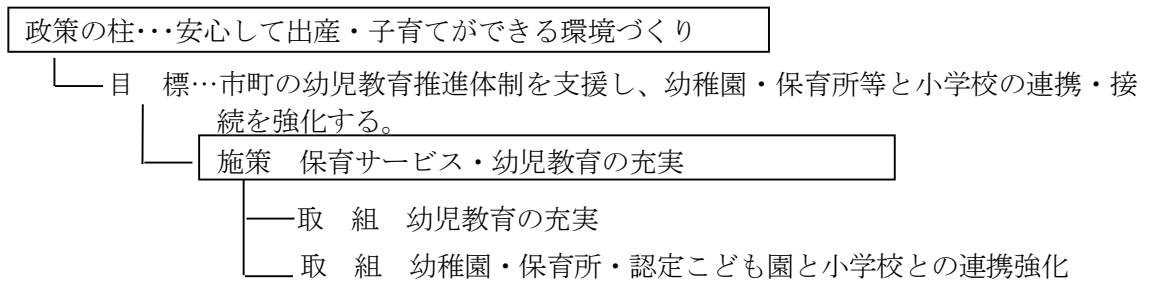 政策の柱･･･安心して出産・子育てができる環境づくり
目　標…市町の幼児教育推進体制を支援し、幼稚園・保育所等と小学校の連携・接
続を強化する。
施策　保育サービス・幼児教育の充実
取　組　幼児教育の充実
取　組　幼稚園・保育所・認定こども園と小学校との連携強化